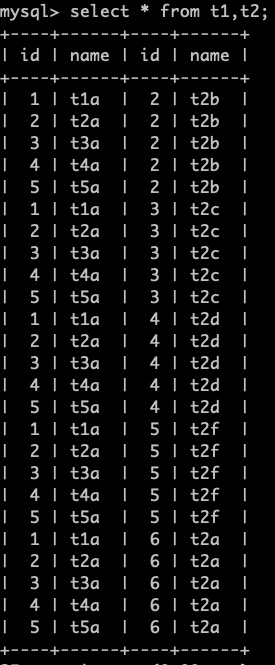 mysql> select * from t1,t2;
+----+------+----+------+
| id | name | id | name |
+----+------+----+------+
|  1 | t1a  |  2 | t2b  |
|  2 | t2a  |  2 | t2b  |
|  3 | t3a  |  2 | t2b  |
|  4 | t4a  |  2 | t2b  |
|  5 | t5a  |  2 | t2b  |
|  1 | t1a  |  3 | t2c  |
|  2 | t2a  |  3 | t2c  |
|  3 | t3a  |  3 | t2c  |
|  4 | t4a  |  3 | t2c  |
|  5 | t5a  |  3 | t2c  |
|  1 | t1a  |  4 | t2d  |
|  2 | t2a  |  4 | t2d  |
|  3 | t3a  |  4 | t2d  |
|  4 | t4a  |  4 | t2d  |
|  5 | t5a  |  4 | t2d  |
|  1 | t1a  |  5 | t2f  |
|  2 | t2a  |  5 | t2f  |
|  3 | t3a  |  5 | t2f  |
|  4 | t4a  |  5 | t2f  |
|  5 | t5a  |  5 | t2f  |
|  1 | t1a  |  6 | t2a  |
|  2 | t2a  |  6 | t2a  |
|  3 | t3a  |  6 | t2a  |
|  4 | t4a  |  6 | t2a  |
|  5 | t5a  |  6 | t2a  |
+----+------+----+------+